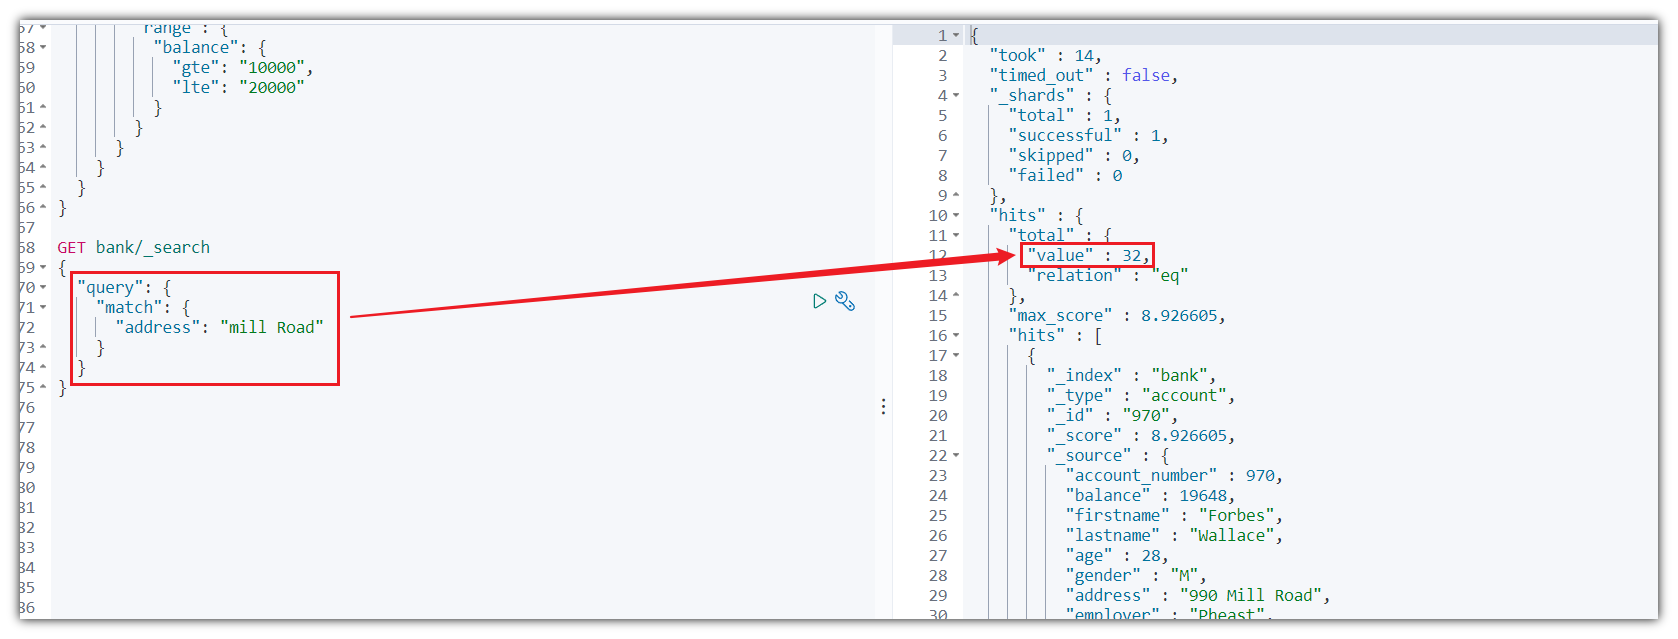 57 range": {
58 "balance": {
59 "gte": "10000",
60 "lte": "20000"
61 }
62 }
63 }
64 }
65 }
66 }
67
68 GET bank/_search
69 {
70 "query": {
71 "match": {
72 "address": "mill Road"
73 }
74 }
75 }
76
77
78
79
80
81
82
83
84
85
86
1 {
2 "took" : 14,
3 "timed_out" : false,
4 "_shards" : {
5 "total" : 1,
6 "successful" : 1,
7 "skipped" : 0,
8 "failed" : 0
9 },
10 "hits" : {
11 "total" : {
12 "value" : 32,
13 "relation" : "eq"
14 },
15 "max_score" : 8.926605,
16 "hits" : [
17 {
18 "_index" : "bank",
19 "_type" : "account",
20 "_id" : "970",
21 "_score" : 8.926605,
22 "_source" : {
23 "account_number" : 970,
24 "balance" : 19648,
25 "firstname" : "Forbes",
26 "lastname" : "Wallace",
27 "age" : 28,
28 "gender" : "M",
29 "address" : "990 Mill Road",
30 "employer" : "Pheast",